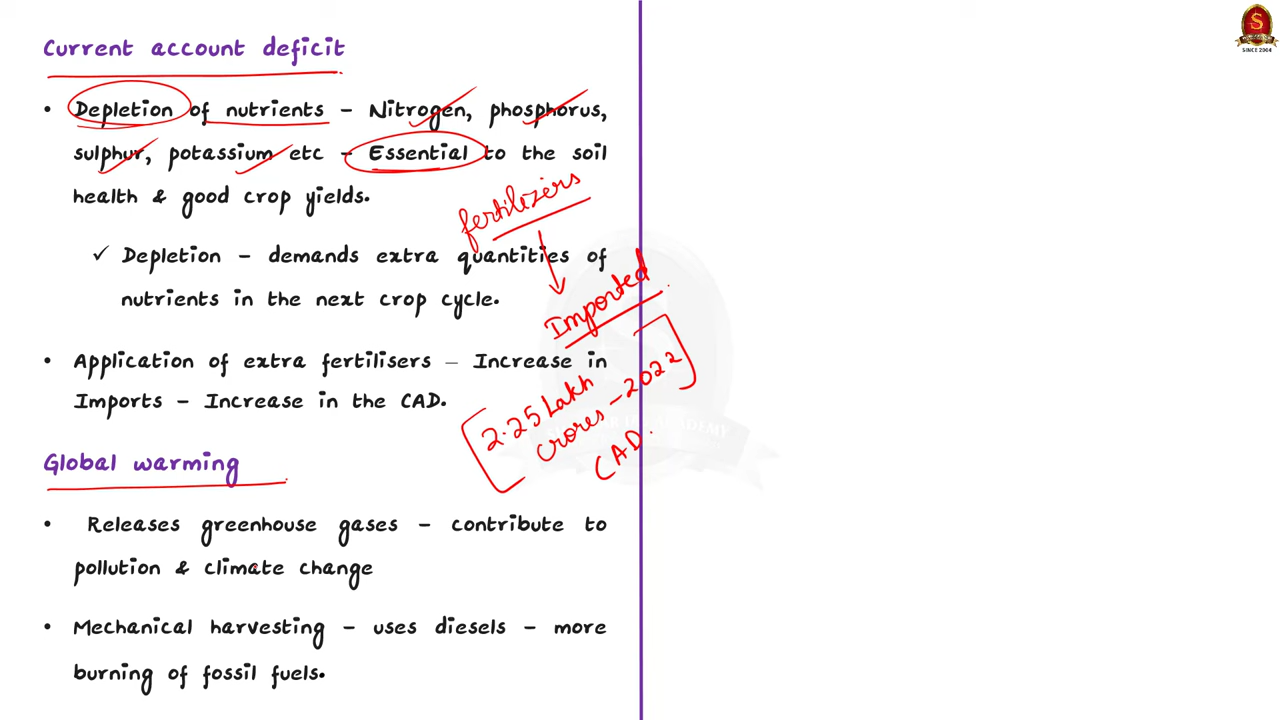 Current account deficit
• Depletion of nutrients – Nitrogen, phosphorus,
sulphur, potassium etc – Essential to the soil
health & good crop yields.
fertilizers
✓ Depletion – demands extra quantities of
nutrients in the next crop cycle.
Imported
• Application of extra fertilisers – Increase in
Imports – Increase in the CAD.
[2.25 Lakh
crores – 2022]
CAD.
Global warming
• Releases greenhouse gases – contribute to
pollution & climate change
• Mechanical harvesting – uses diesels – more
burning of fossil fuels.
S
SINCE 2004
ACADEMY